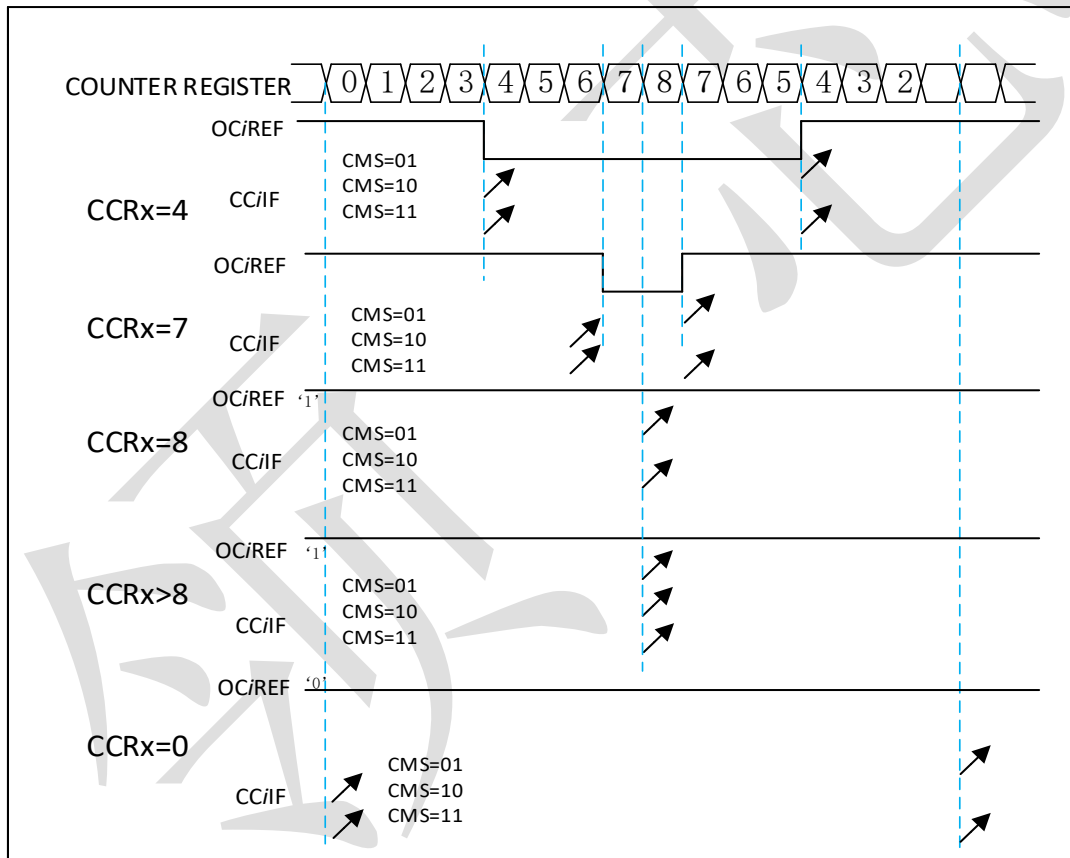 COUNTER REGISTER 0 1 2 3 4 5 6 7 8 7 6 5 4 3 2
OCiREF
CMS=01
CMS=10
CMS=11
CCRx=4
CCiIF
OCiREF
CMS=01
CMS=10
CMS=11
CCRx=7
CCiIF
OCiREF '1'
CMS=01
CMS=10
CMS=11
CCRx=8
CCiIF
OCiREF '1'
CMS=01
CMS=10
CMS=11
CCRx>8
CCiIF
OCiREF '0'
CCRx=0
CMS=01
CMS=10
CMS=11
CCiIF